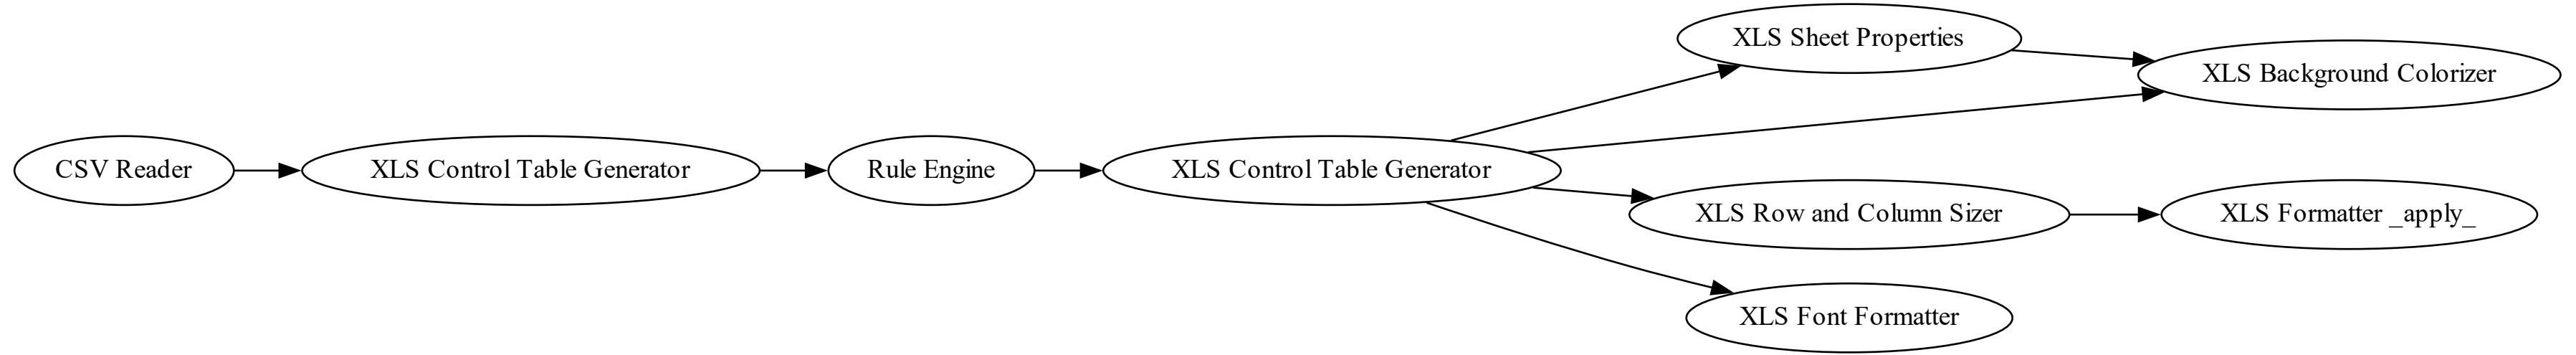 CSV Reader
XLS Control Table Generator
Rule Engine
XLS Control Table Generator
XLS Sheet Properties
XLS Background Colorizer
XLS Row and Column Sizer
XLS Formatter _apply_
XLS Font Formatter